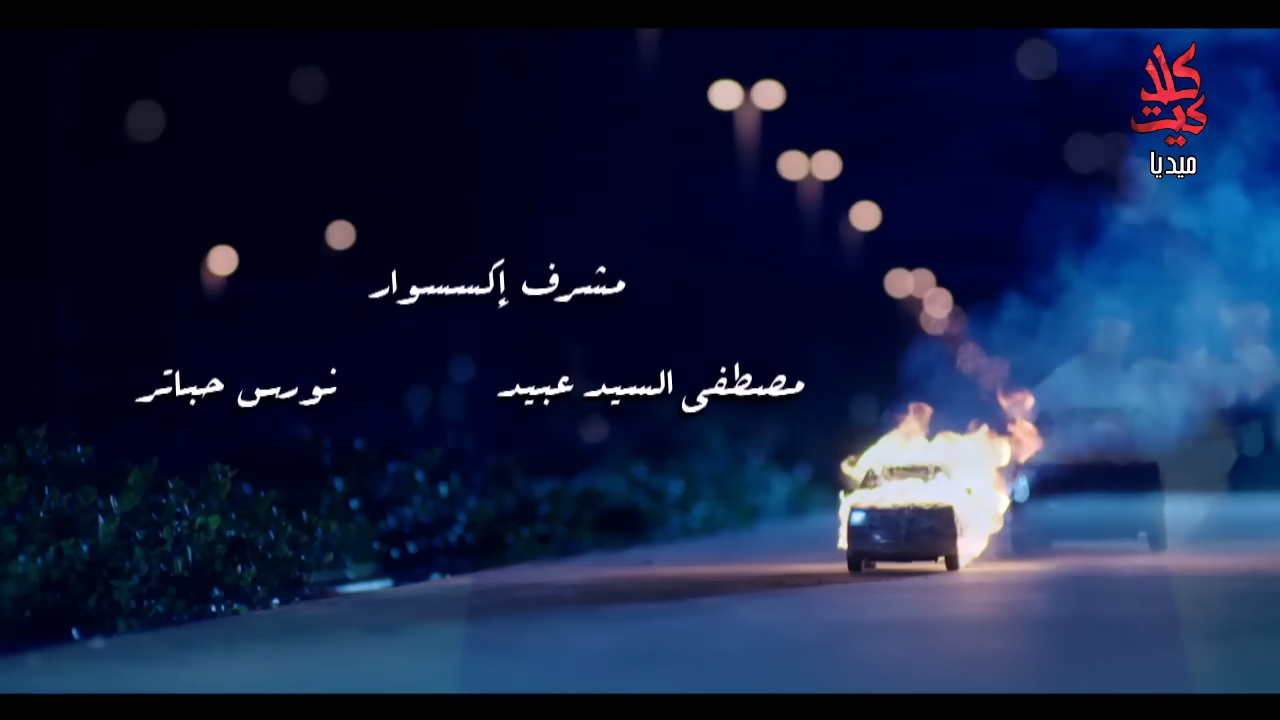 كلاكيت
ميديا
مشرف إكسسوار
مصطفى السيد عبيد نورس حباتر